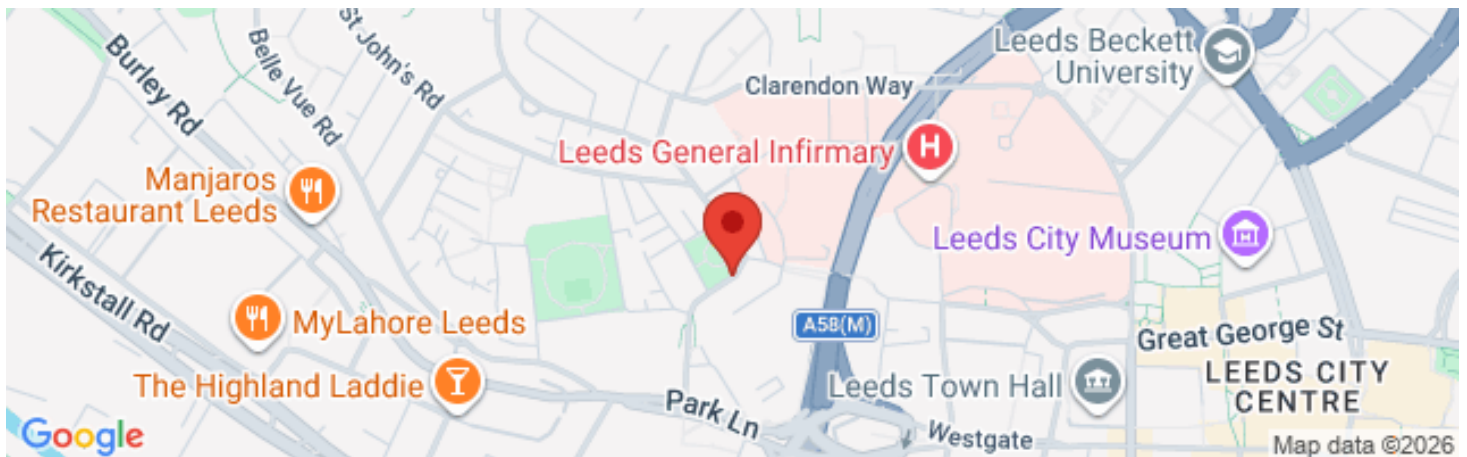 Burley Rd
Belle Vue Rd
St John's Rd
Clarendon Way
Leeds Beckett
University
Leeds General Infirmary
H
Manjaros
Restaurant Leeds
Leeds City Museum
Kirkstall Rd
MyLahore Leeds
A58(M)
Great George St
The Highland Laddie
Park Ln
Leeds Town Hall
LEEDS CITY
CENTRE
Westgate
Google
Map data ©2026